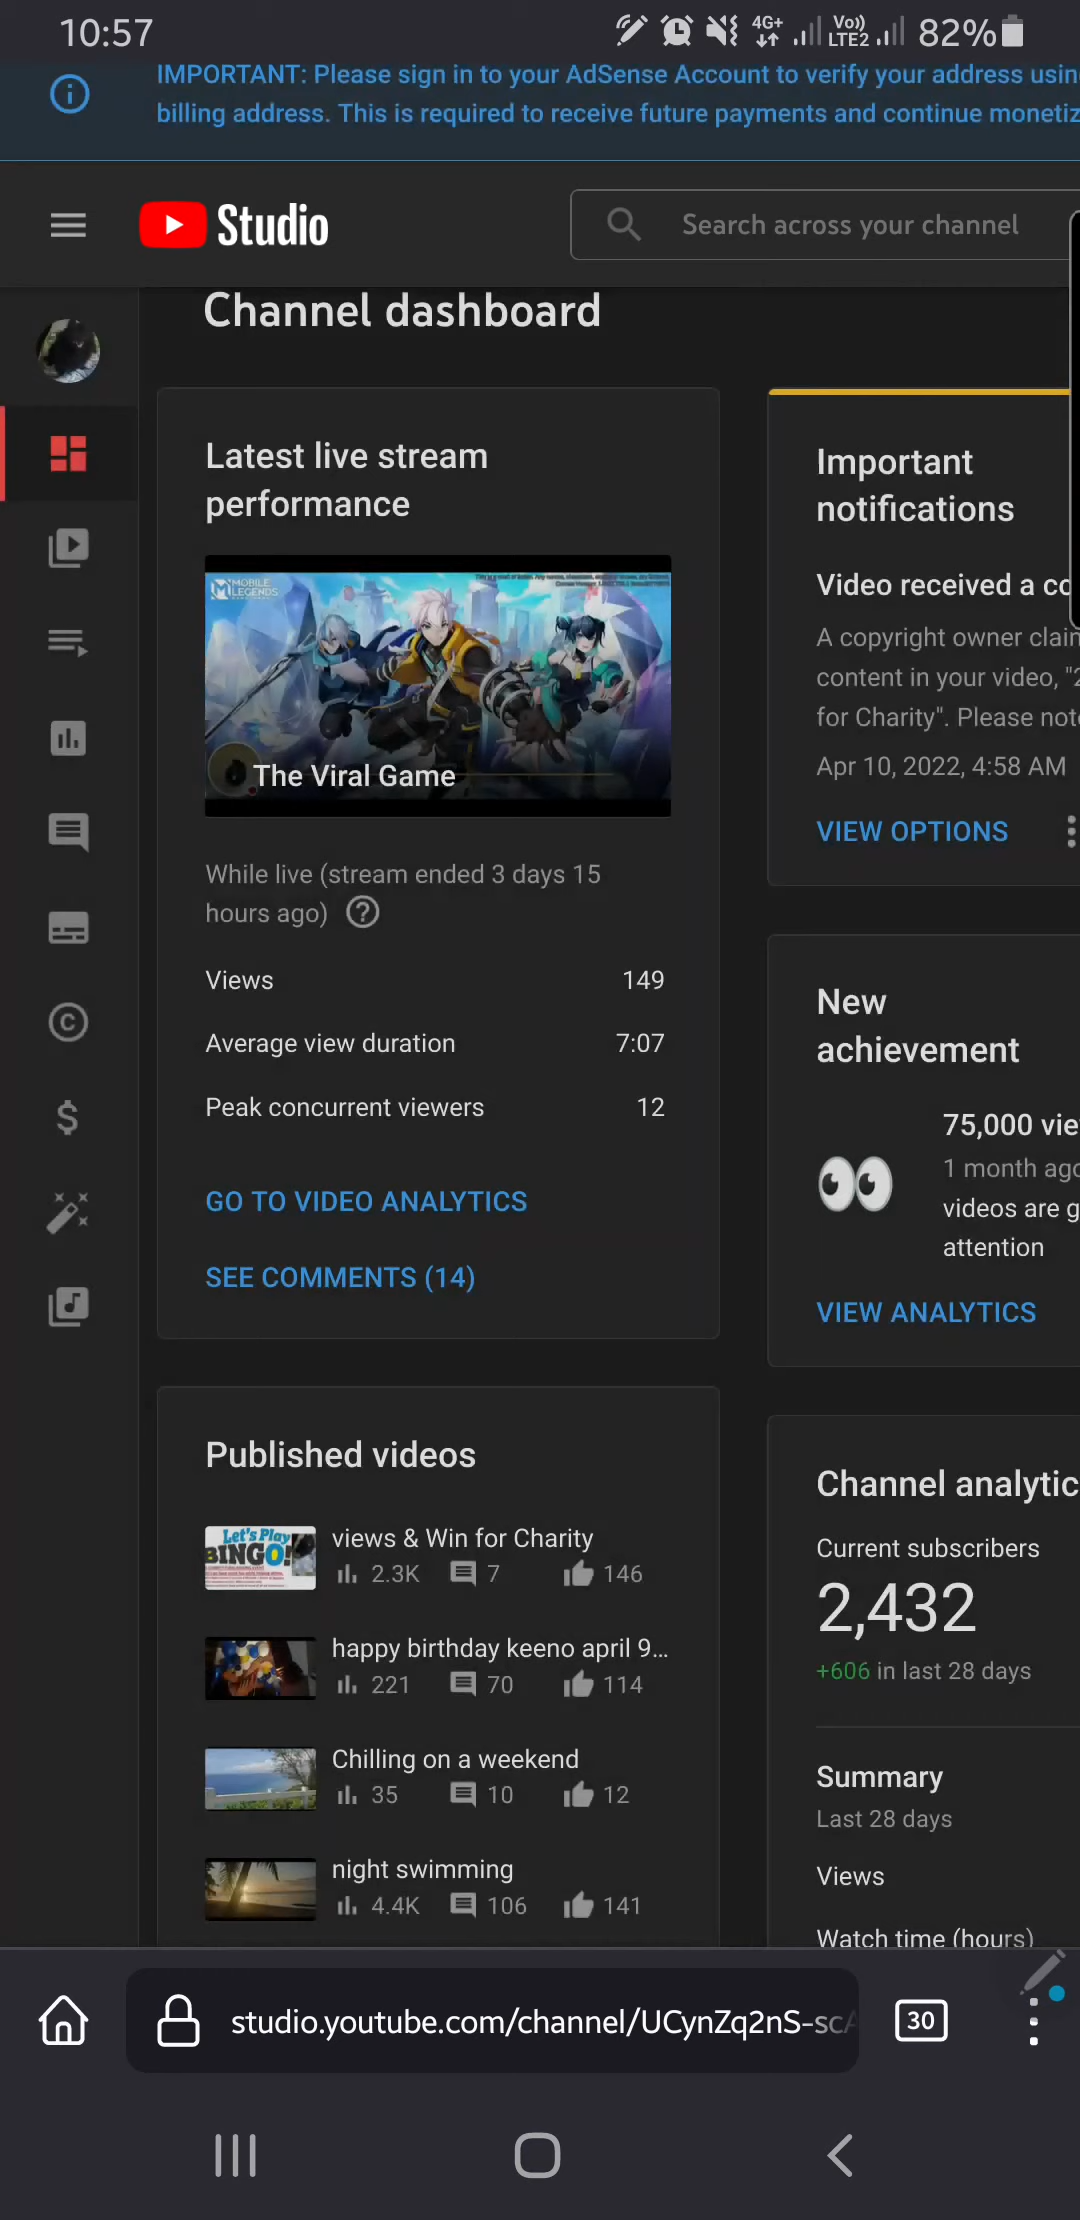 10:57
4G+
Vo))
LTE2
82%
IMPORTANT: Please sign in to your AdSense Account to verify your address
billing address. This is required to receive future payments and continue
Studio
Search across your channel
Channel dashboard
Latest live stream
performance
MOBILE
LEGENDS
The Viral Game
While live (stream ended 3 days 15
hours ago)
Views 149
Average view duration 7:07
Peak concurrent viewers 12
GO TO VIDEO ANALYTICS
SEE COMMENTS (14)
Important
notifications
Video received a
A copyright owner
content in your video,
for Charity". Please
Apr 10, 2022, 4:58 AM
VIEW OPTIONS
New
achievement
75,000
1 month
videos are
attention
VIEW ANALYTICS
Published videos
Let's Play
BINGO!
views & Win for Charity
2.3K 7 146
happy birthday keeno april 9...
221 70 114
Chilling on a weekend
35 10 12
night swimming
4.4K 106 141
Channel
Current subscribers
2,432
+606 in last 28 days
Summary
Last 28 days
Views
Watch time (hours)
studio.youtube.com/channel/UCynZq2nS-sc
30